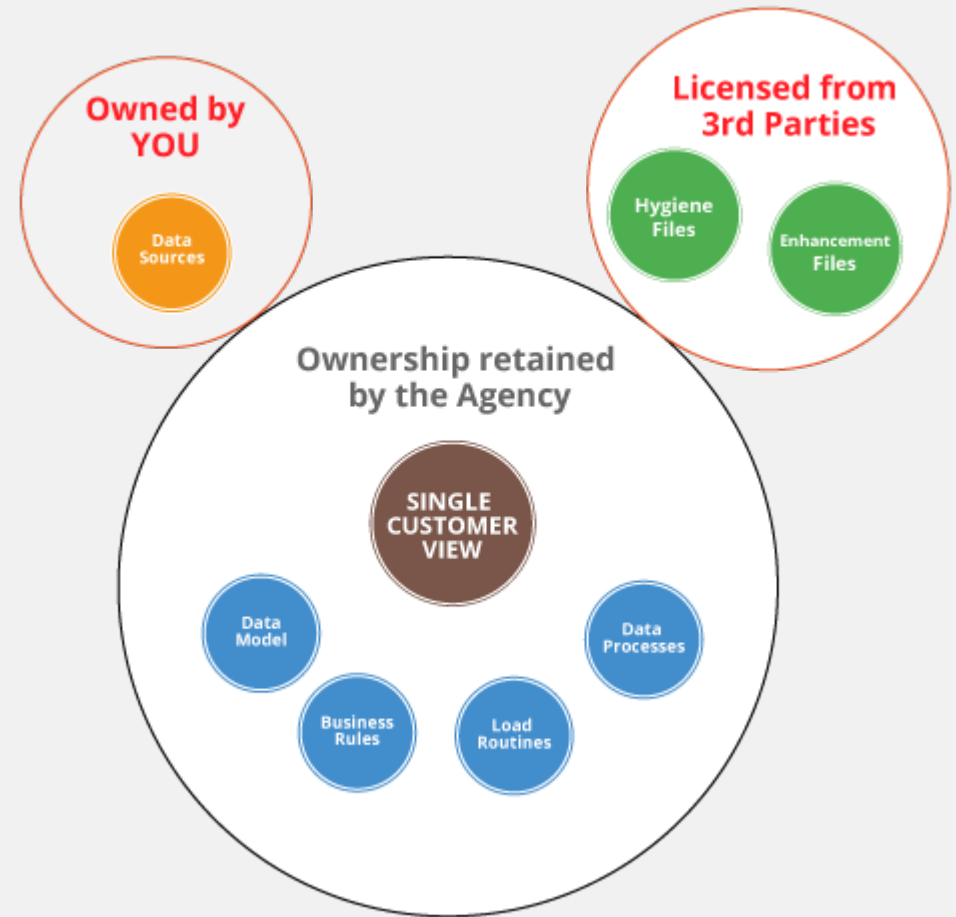 Owned by
YOU
Data
Sources
Licensed from
3rd Parties
Hygiene
Files
Enhancement
Files
Ownership retained
by the Agency
SINGLE
CUSTOMER
VIEW
Data
Model
Business
Rules
Load
Routines
Data
Processes